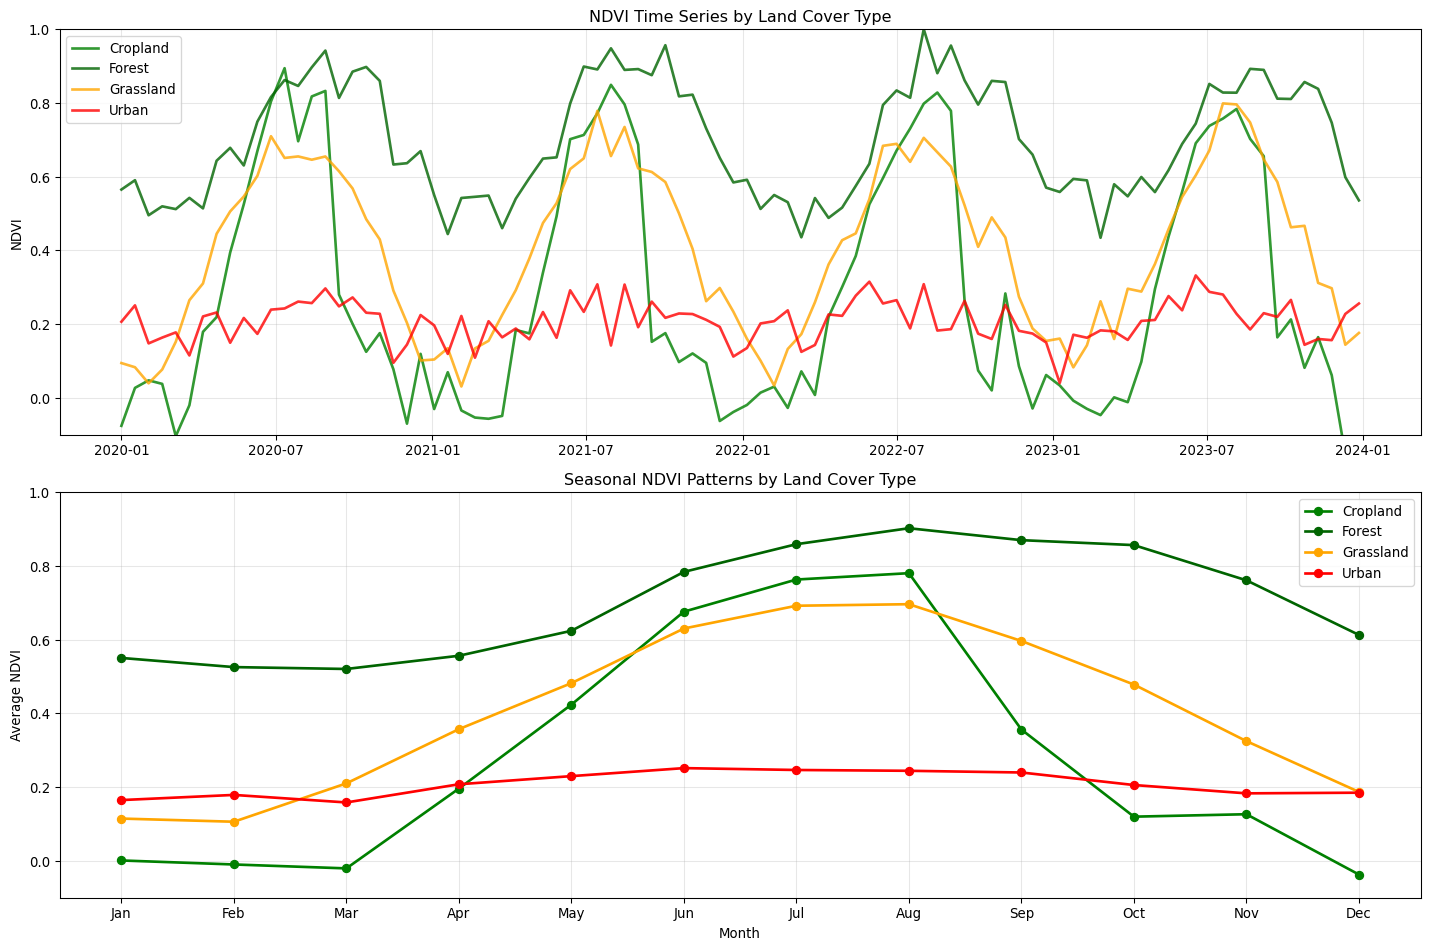 NDVI Time Series by Land Cover Type
1.0
0.8
0.6
0.4
0.2
0.0
NDVI
Cropland
Forest
Grassland
Urban
2020-01 2020-07 2021-01 2021-07 2022-01 2022-07 2023-01 2023-07 2024-01
Seasonal NDVI Patterns by Land Cover Type
1.0
0.8
0.6
0.4
0.2
0.0
Average NDVI
Cropland
Forest
Grassland
Urban
Jan Feb Mar Apr May Jun Jul Aug Sep Oct Nov Dec
Month